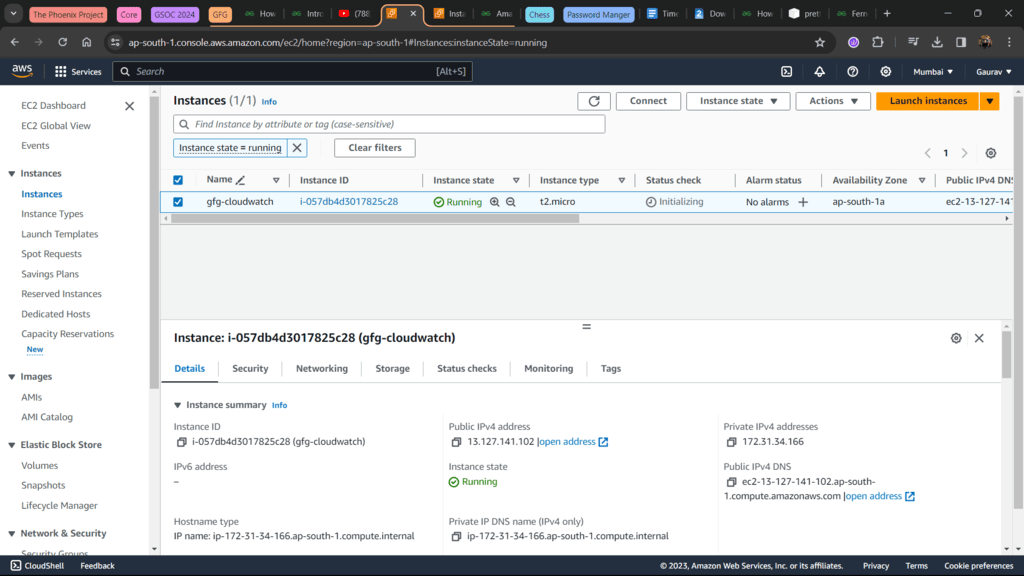 The Phoenix Project Core GSOC 2024 GFG How Intro (788 Insta Ama Chess Password Manger Time Dow How pret Fern
ap-south-1.console.aws.amazon.com/ec2/home?region=ap-south-1#Instances:instanceState=running
aws Services Search [Alt+S] Mumbai Gaurav
EC2 Dashboard
EC2 Global View
Events
Instances
Instances
Instance Types
Launch Templates
Spot Requests
Savings Plans
Reserved Instances
Dedicated Hosts
Capacity Reservations
New
Images
AMIs
AMI Catalog
Elastic Block Store
Volumes
Snapshots
Lifecycle Manager
Network & Security
Security Groups
Instances (1/1) Info
Connect Instance state Actions Launch instances
Find Instance by attribute or tag (case-sensitive)
Instance state = running Clear filters
1
Name Instance ID Instance state Instance type Status check Alarm status Availability Zone Public IPv4 DNS
gfg-cloudwatch i-057db4d3017825c28 Running t2.micro Initializing No alarms ap-south-1a ec2-13-127-141
Instance: i-057db4d3017825c28 (gfg-cloudwatch)
Details Security Networking Storage Status checks Monitoring Tags
Instance summary Info
Instance ID
i-057db4d3017825c28 (gfg-cloudwatch)
Public IPv4 address
13.127.141.102 |open address
Private IPv4 addresses
172.31.34.166
IPv6 address
–
Instance state
Running
Public IPv4 DNS
ec2-13-127-141-102.ap-south-
1.compute.amazonaws.com |open address
Hostname type
IP name: ip-172-31-34-166.ap-south-1.compute.internal
Private IP DNS name (IPv4 only)
ip-172-31-34-166.ap-south-1.compute.internal
CloudShell Feedback © 2023, Amazon Web Services, Inc. or its affiliates. Privacy Terms Cookie preferences